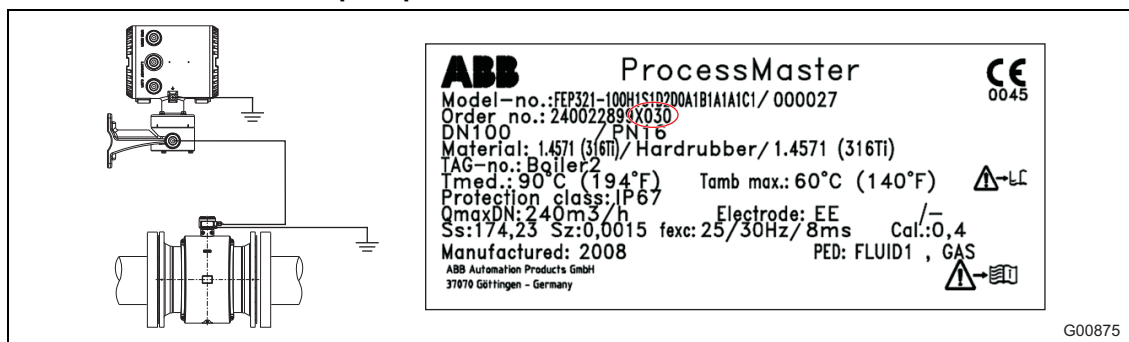 ABB ProcessMaster
CE
0045
Model-no.:FEP321-100H1S1D2D0A1B1A1A1C1/ 000027
Order no.: 240022899X030
DN100 /PN16
Material: 1.4571 (316Ti)/Hardrubber/1.4571 (316Ti)
TAG-no.: Boiler2
Tmed.: 90°C (194°F) Tamb max.: 60°C (140°F)
Protection class:IP67
QmaxDN: 240m3/h Electrode: EE /-
Ss:174,23 Sz:0,0015 fexc: 25/30Hz/8ms Cal.:0,4
Manufactured: 2008 PED: FLUID1 , GAS
ABB Automation Products GmbH
37070 Göttingen - Germany
G00875